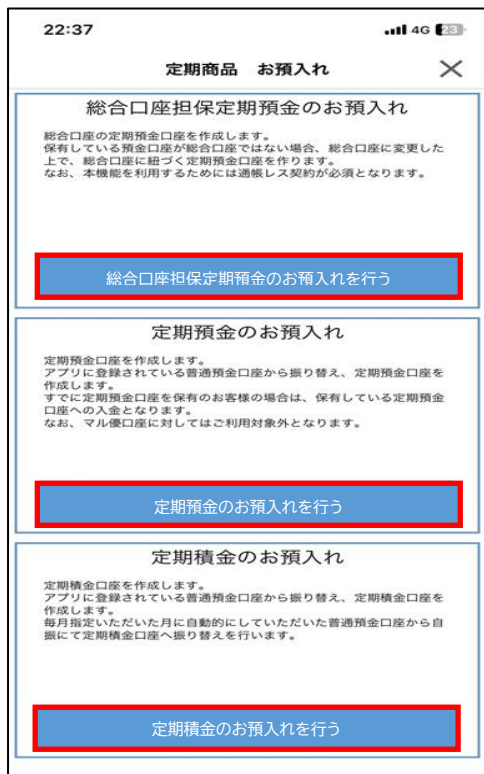 22:37 4G 23
定期商品 お預入れ
総合口座担保定期預金のお預入れ
総合口座の定期預金口座を作成します。
保有している預金口座が総合口座ではない場合、総合口座に変更した
上で、総合口座に紐づく定期預金口座を作ります。
なお、本機能を利用するためには通帳レス契約が必須となります。
総合口座担保定期預金のお預入れを行う
定期預金のお預入れ
定期預金口座を作成します。
アプリに登録されている普通預金口座から振り替え、定期預金口座を
作成します。
すでに定期預金口座を保有のお客様の場合は、保有している定期預金
口座への入金となります。
なお、マル優口座に対してはご利用対象外となります。
定期預金のお預入れを行う
定期積金のお預入れ
定期積金口座を作成します。
アプリに登録されている普通預金口座から振り替え、定期積金口座を
作成します。
毎月指定いただいた月に自動的にしていただいた普通預金口座から自
振にて定期積金口座へ振り替えを行います。
定期積金のお預入れを行う